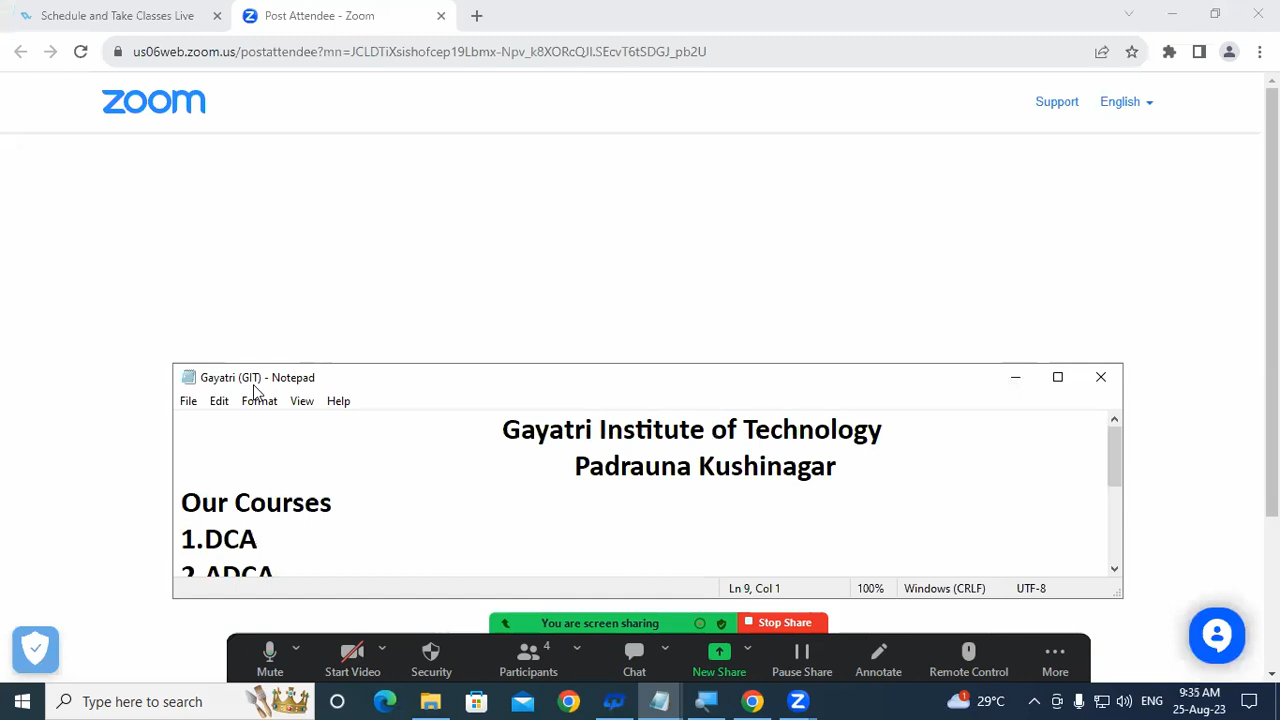 Schedule and Take Classes Live
Post Attendee - Zoom
us06web.zoom.us/postattendee?mn=JCLDTiXsishofcep19Lbmx-Npv_k8XORcQJI.SEcvT6tSDGJ_pb2U
zoom
Support
English
Gayatri (GIT) - Notepad
File Edit Format View Help
Gayatri Institute of Technology
Padrauna Kushinagar
Our Courses
1.DCA
2.ADCA
Ln 9, Col 1 100% Windows (CRLF) UTF-8
You are screen sharing Stop Share
4
Mute Start Video Security Participants Chat New Share Pause Share Annotate Remote Control More
Type here to search
1
29°C
ENG
9:35 AM
25-Aug-23